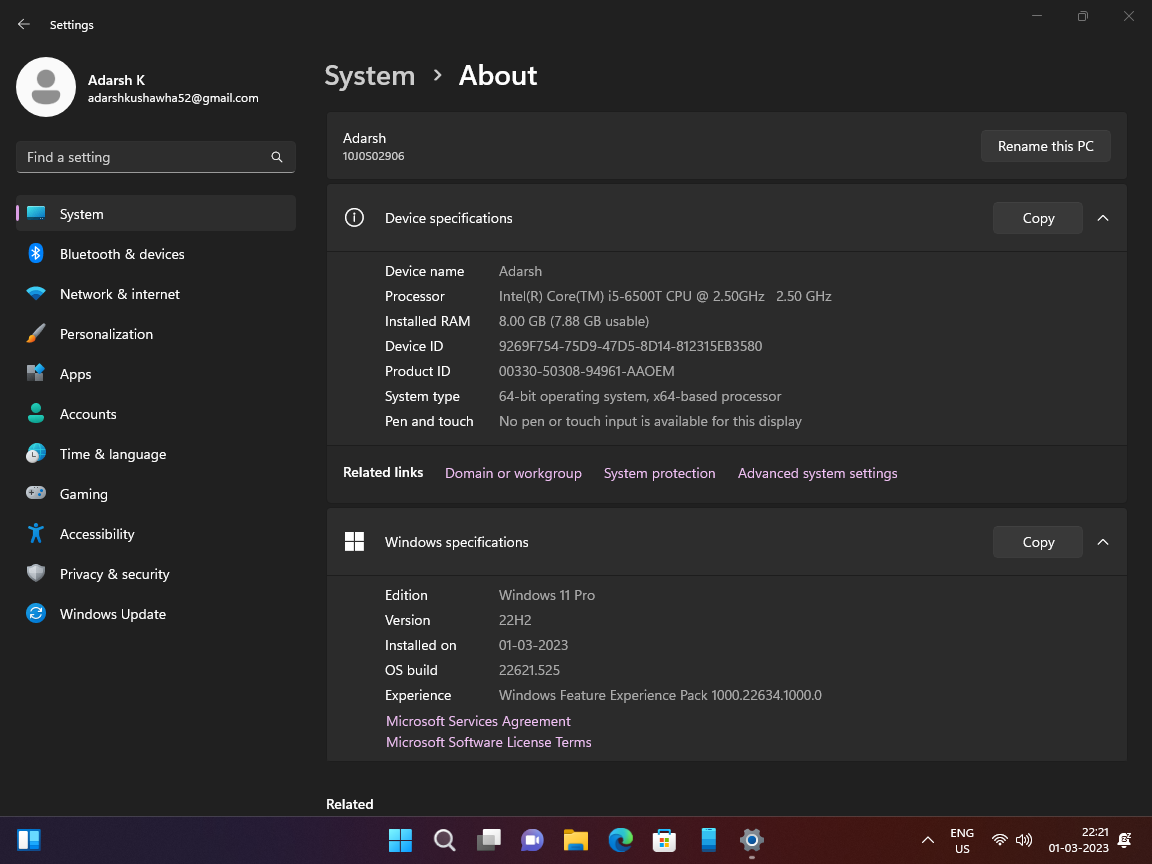 Settings
Adarsh K
adarshkushawha52@gmail.com
Find a setting
System
Bluetooth & devices
Network & internet
Personalization
Apps
Accounts
Time & language
Gaming
Accessibility
Privacy & security
Windows Update
System > About
Adarsh
10J0S02906
Rename this PC
Device specifications
Copy
Device name Adarsh
Processor Intel(R) Core(TM) i5-6500T CPU @ 2.50GHz 2.50 GHz
Installed RAM 8.00 GB (7.88 GB usable)
Device ID 9269F754-75D9-47D5-8D14-812315EB3580
Product ID 00330-50308-94961-AAOEM
System type 64-bit operating system, x64-based processor
Pen and touch No pen or touch input is available for this display
Related links Domain or workgroup System protection Advanced system settings
Windows specifications
Copy
Edition Windows 11 Pro
Version 22H2
Installed on 01-03-2023
OS build 22621.525
Experience Windows Feature Experience Pack 1000.22634.1000.0
Microsoft Services Agreement
Microsoft Software License Terms
Related
ENG
US
22:21
01-03-2023